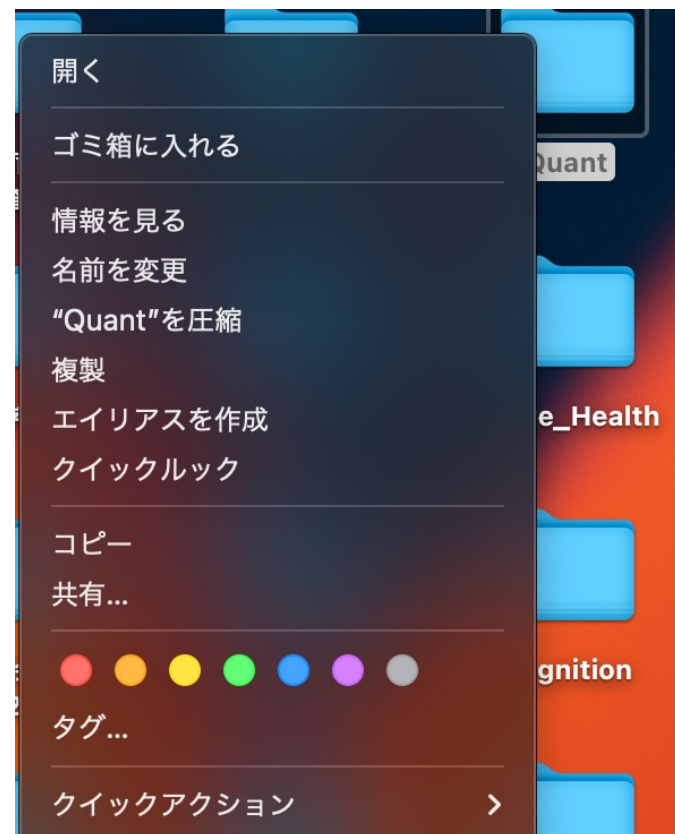 開く
ゴミ箱に入れる
Quant
情報を見る
名前を変更
“Quant”を圧縮
複製
エイリアスを作成
e_Health
クイックルック
コピー
共有...
gnition
タグ...
クイックアクション